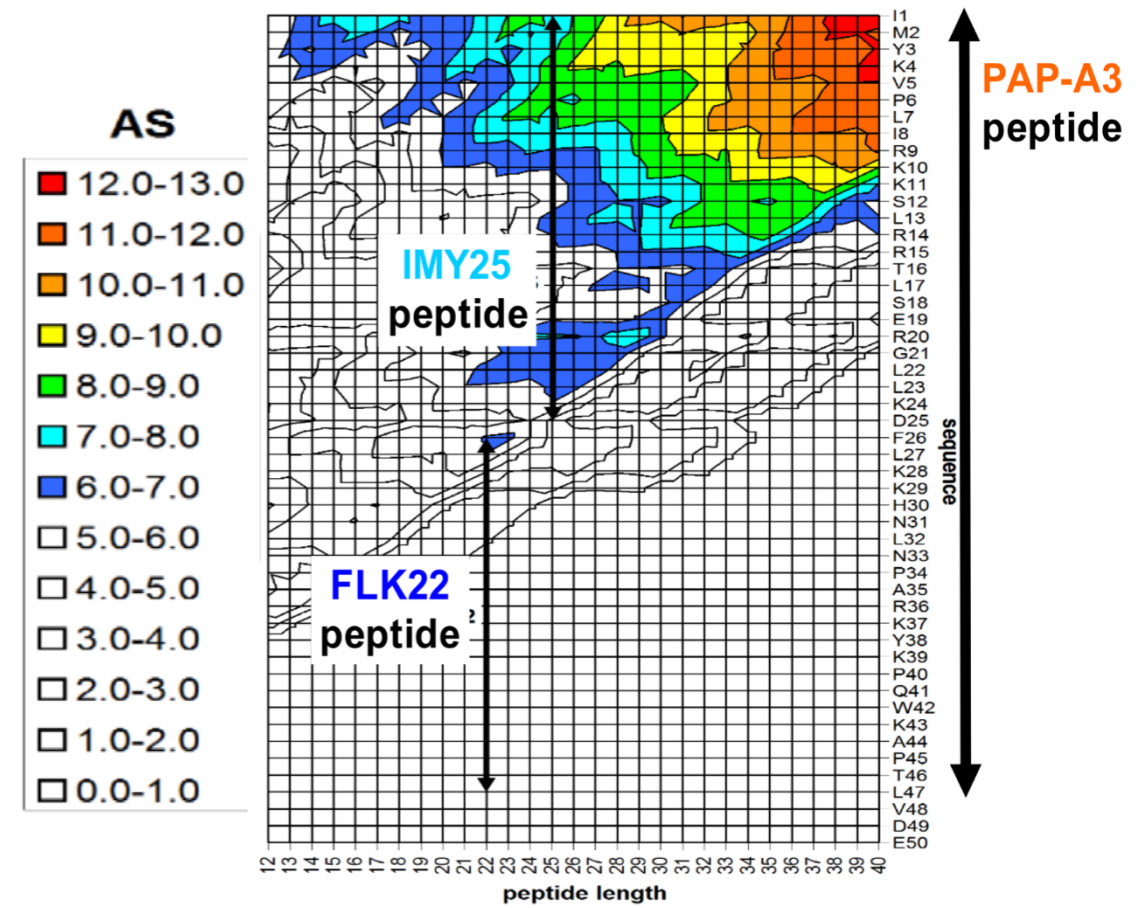 AS
12.0-13.0
11.0-12.0
10.0-11.0
9.0-10.0
8.0-9.0
7.0-8.0
6.0-7.0
5.0-6.0
4.0-5.0
3.0-4.0
2.0-3.0
1.0-2.0
0.0-1.0
IMY25
peptide
FLK22
peptide
2
I1
M2
Y3
K4
V5
P6
L7
I8
R9
K10
K11
S12
L13
R14
R15
T16
L17
S18
E19
R20
G21
L22
L23
K24
D25
F26
L27
K28
K29
H30
N31
L32
N33
P34
A35
R36
K37
Y38
K39
P40
Q41
W42
K43
A44
P45
T46
L47
V48
D49
E50
sequence
PAP-A3
peptide
12 13 14 15 16 17 18 19 20 21 22 23 24 25 26 27 28 29 30 31 32 33 34 35 36 37 38 39 40
peptide length